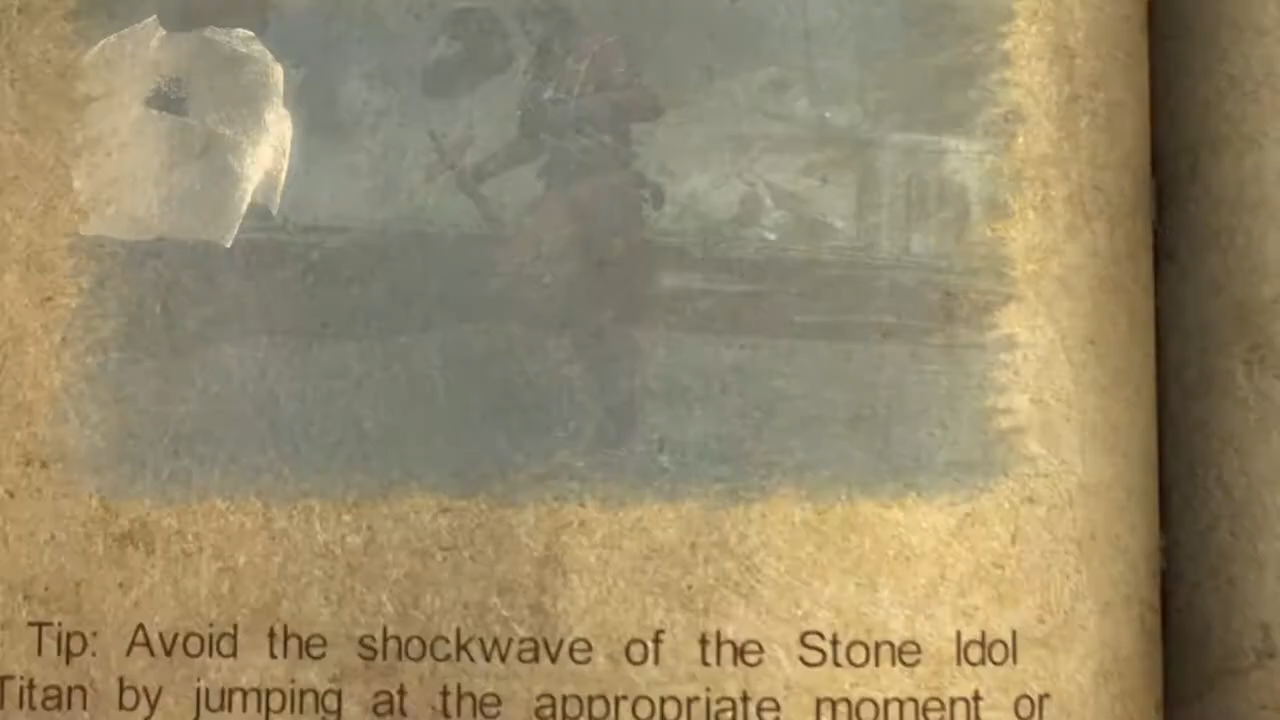 Tip: Avoid the shockwave of the Stone Idol
Titan by jumping at the appropriate moment or